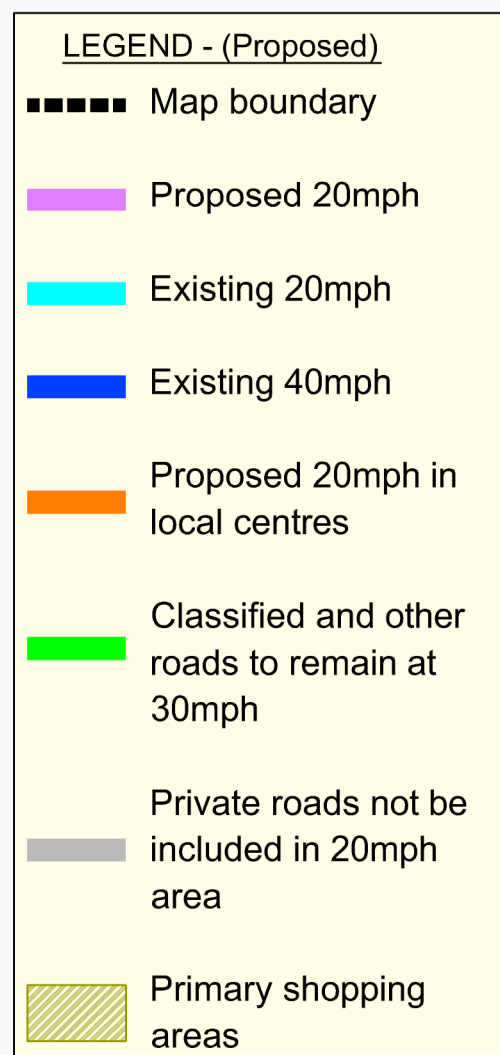 LEGEND - (Proposed)
Map boundary
Proposed 20mph
Existing 20mph
Existing 40mph
Proposed 20mph in
local centres
Classified and other
roads to remain at
30mph
Private roads not be
included in 20mph
area
Primary shopping
areas